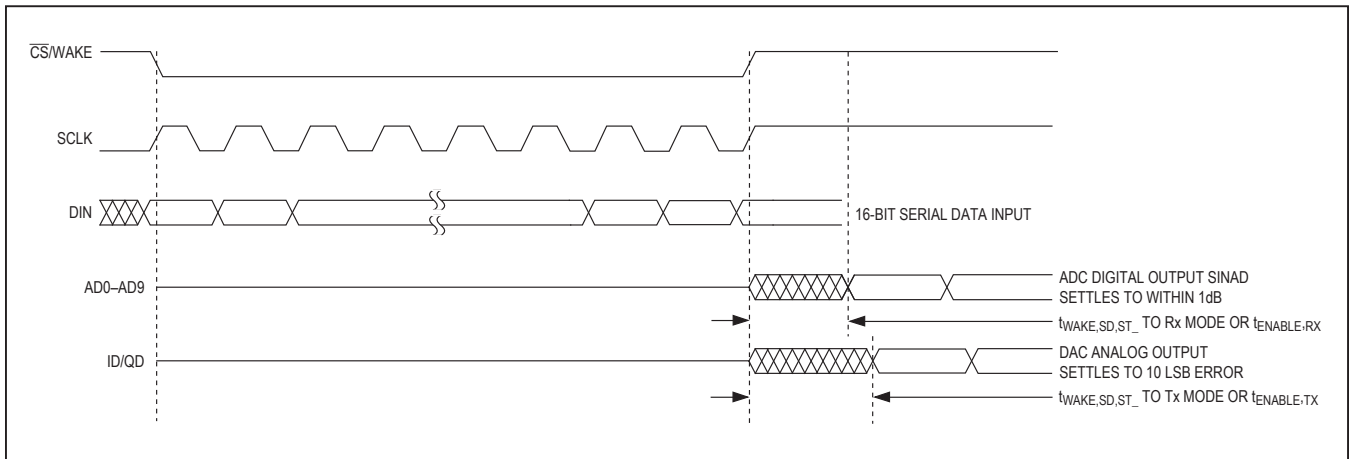 C̅S̅/WAKE
SCLK
DIN
16-BIT SERIAL DATA INPUT
AD0–AD9
ADC DIGITAL OUTPUT SINAD
SETTLES TO WITHIN 1dB
tWAKE,SD,ST_ TO Rx MODE OR tENABLE,RX
ID/QD
DAC ANALOG OUTPUT
SETTLES TO 10 LSB ERROR
tWAKE,SD,ST_ TO Tx MODE OR tENABLE,TX